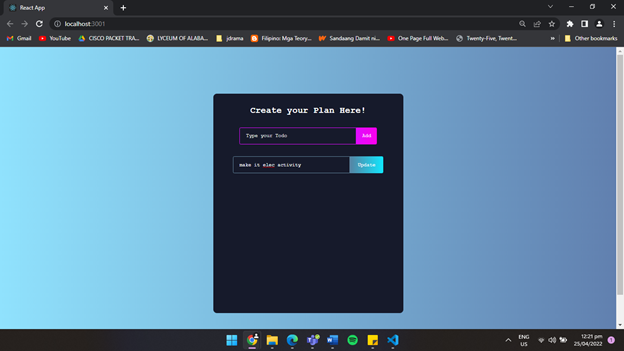 React App
localhost:3001
Gmail
YouTube
CISCO PACKET TRA...
LYCEUM OF ALABA...
jdrama
Filipino: Mga Teory...
Sandaang Damit ni...
One Page Full Web...
Twenty-Five, Twent...
Other bookmarks
Create your Plan Here!
Type your Todo
Add
make it elec activity
Update
ENG
US
12:21 pm
25/04/2022